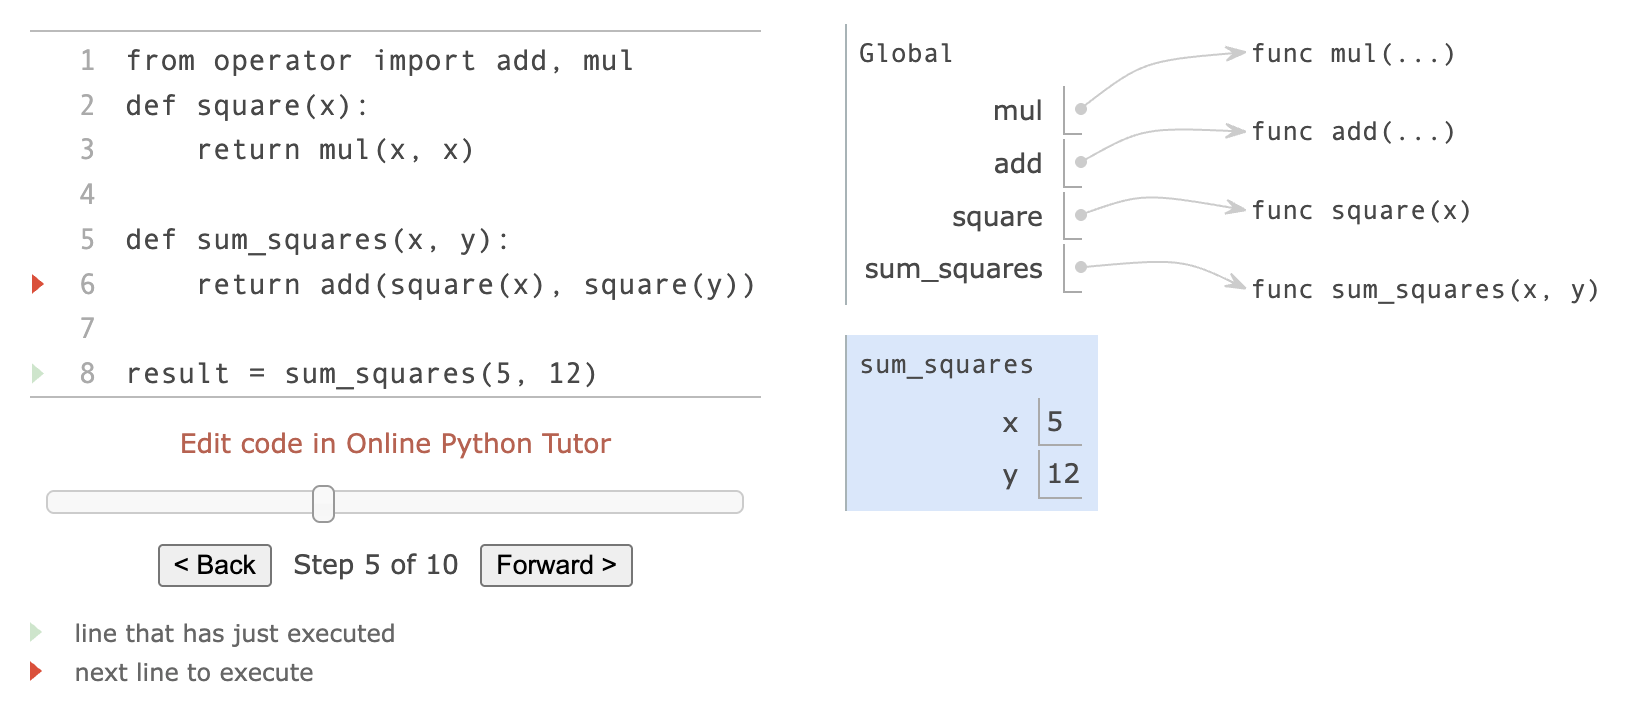 1 from operator import add, mul
2 def square(x):
3     return mul(x, x)
4
5 def sum_squares(x, y):
6     return add(square(x), square(y))
7
8 result = sum_squares(5, 12)
Edit code in Online Python Tutor
< Back Step 5 of 10 Forward >
line that has just executed
next line to execute
Global
mul
add
square
sum_squares
func mul(...)
func add(...)
func square(x)
func sum_squares(x, y)
sum_squares
x 5
y 12